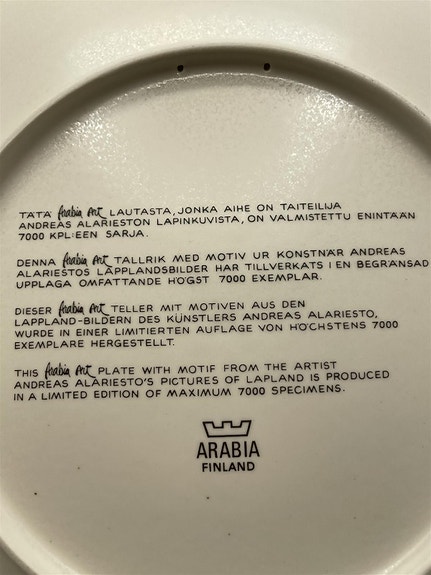 TÄTÄ Arabia Art LAUTASTA, JONKA AIHE ON TAITEILIJA
ANDREAS ALARIESTON LAPINKUVISTA, ON VALMISTETTU ENINTÄÄN
7000 KPL:EEN SARJA.
DENNA Arabia Art TALLRIK MED MOTIV UR KONSTNÄR ANDREAS
ALARIESTOS LAPPLANDSBILDER HAR TILLVERKATS I EN BEGRÄNSAD
UPPLAGA OMFATTANDE HÖGST 7000 EXEMPLAR.
DIESER Arabia Art TELLER MIT MOTIVEN AUS DEN
LAPPLAND-BILDERN DES KÜNSTLERS ANDREAS ALARIESTO,
WURDE IN EINER LIMITIERTEN AUFLAGE VON HÖCHSTENS 7000
EXEMPLARE HERGESTELLT.
THIS Arabia Art PLATE WITH MOTIF FROM THE ARTIST
ANDREAS ALARIESTO'S PICTURES OF LAPLAND IS PRODUCED
IN A LIMITED EDITION OF MAXIMUM 7000 SPECIMENS.
ARABIA
FINLAND